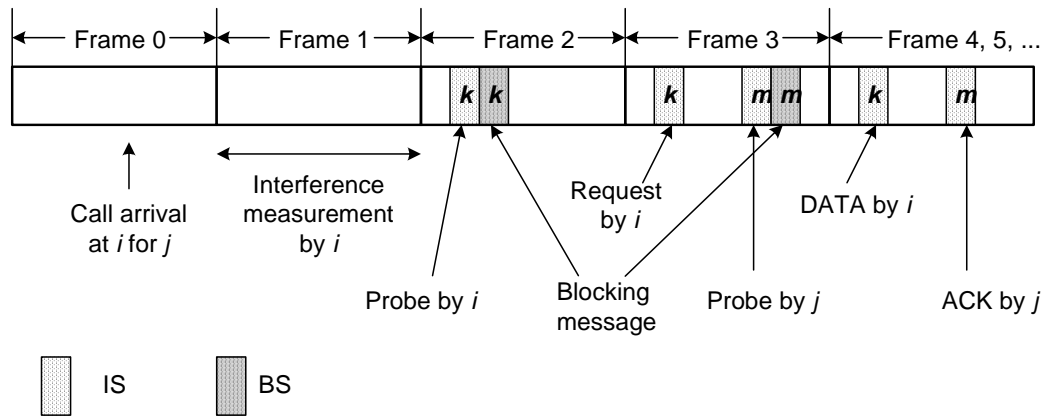 Frame 0
Frame 1
Frame 2
Frame 3
Frame 4, 5, ...
k
k
k
m
m
k
m
Call arrival
at i for j
Interference
measurement
by i
Probe by i
Blocking
message
Request
by i
Probe by j
DATA by i
ACK by j
IS
BS